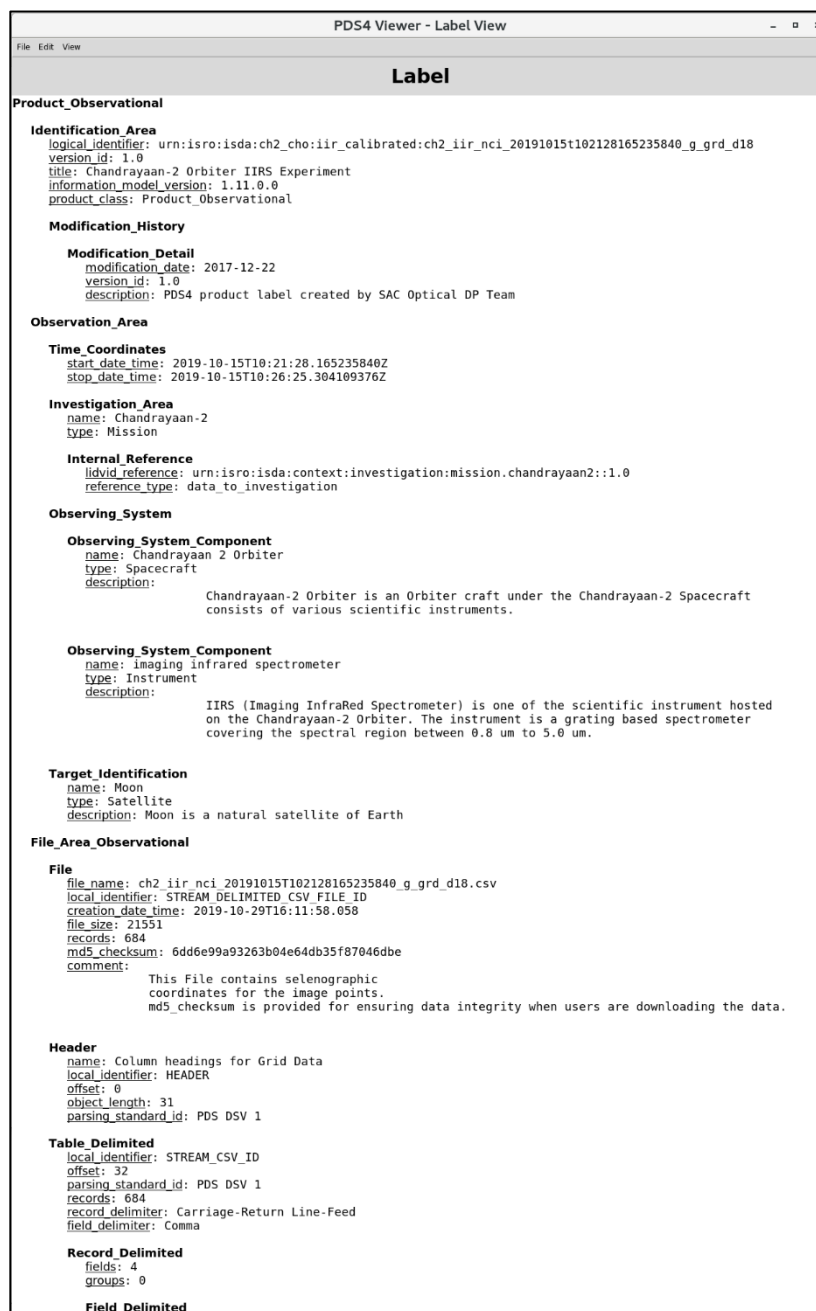 PDS4 Viewer - Label View
File Edit View
Label
Product_Observational
Identification_Area
logical_identifier: urn:isro:isda:ch2_cho:iir_calibrated:ch2_iir_nci_20191015t102128165235840_g_grd_d18
version_id: 1.0
title: Chandrayaan-2 Orbiter IIRS Experiment
information_model_version: 1.11.0.0
product_class: Product_Observational
Modification_History
Modification_Detail
modification_date: 2017-12-22
version_id: 1.0
description: PDS4 product label created by SAC Optical DP Team
Observation_Area
Time_Coordinates
start_date_time: 2019-10-15T10:21:28.165235840Z
stop_date_time: 2019-10-15T10:26:25.304109376Z
Investigation_Area
name: Chandrayaan-2
type: Mission
Internal_Reference
lidvid_reference: urn:isro:isda:context:investigation:mission.chandrayaan2::1.0
reference_type: data_to_investigation
Observing_System
Observing_System_Component
name: Chandrayaan 2 Orbiter
type: Spacecraft
description:
Chandrayaan-2 Orbiter is an Orbiter craft under the Chandrayaan-2 Spacecraft
consists of various scientific instruments.
Observing_System_Component
name: imaging infrared spectrometer
type: Instrument
description:
IIRS (Imaging InfraRed Spectrometer) is one of the scientific instrument hosted
on the Chandrayaan-2 Orbiter. The instrument is a grating based spectrometer
covering the spectral region between 0.8 um to 5.0 um.
Target_Identification
name: Moon
type: Satellite
description: Moon is a natural satellite of Earth
File_Area_Observational
File
file_name: ch2_iir_nci_20191015T102128165235840_g_grd_d18.csv
local_identifier: STREAM_DELIMITED_CSV_FILE_ID
creation_date_time: 2019-10-29T16:11:58.058
file_size: 21551
records: 684
md5_checksum: 6dd6e99a93263b04e64db35f87046dbe
comment:
This File contains selenographic
coordinates for the image points.
md5_checksum is provided for ensuring data integrity when users are downloading the data.
Header
name: Column headings for Grid Data
local_identifier: HEADER
offset: 0
object_length: 31
parsing_standard_id: PDS DSV 1
Table_Delimited
local_identifier: STREAM_CSV_ID
offset: 32
parsing_standard_id: PDS DSV 1
records: 684
record_delimiter: Carriage-Return Line-Feed
field_delimiter: Comma
Record_Delimited
fields: 4
groups: 0
Field_Delimited